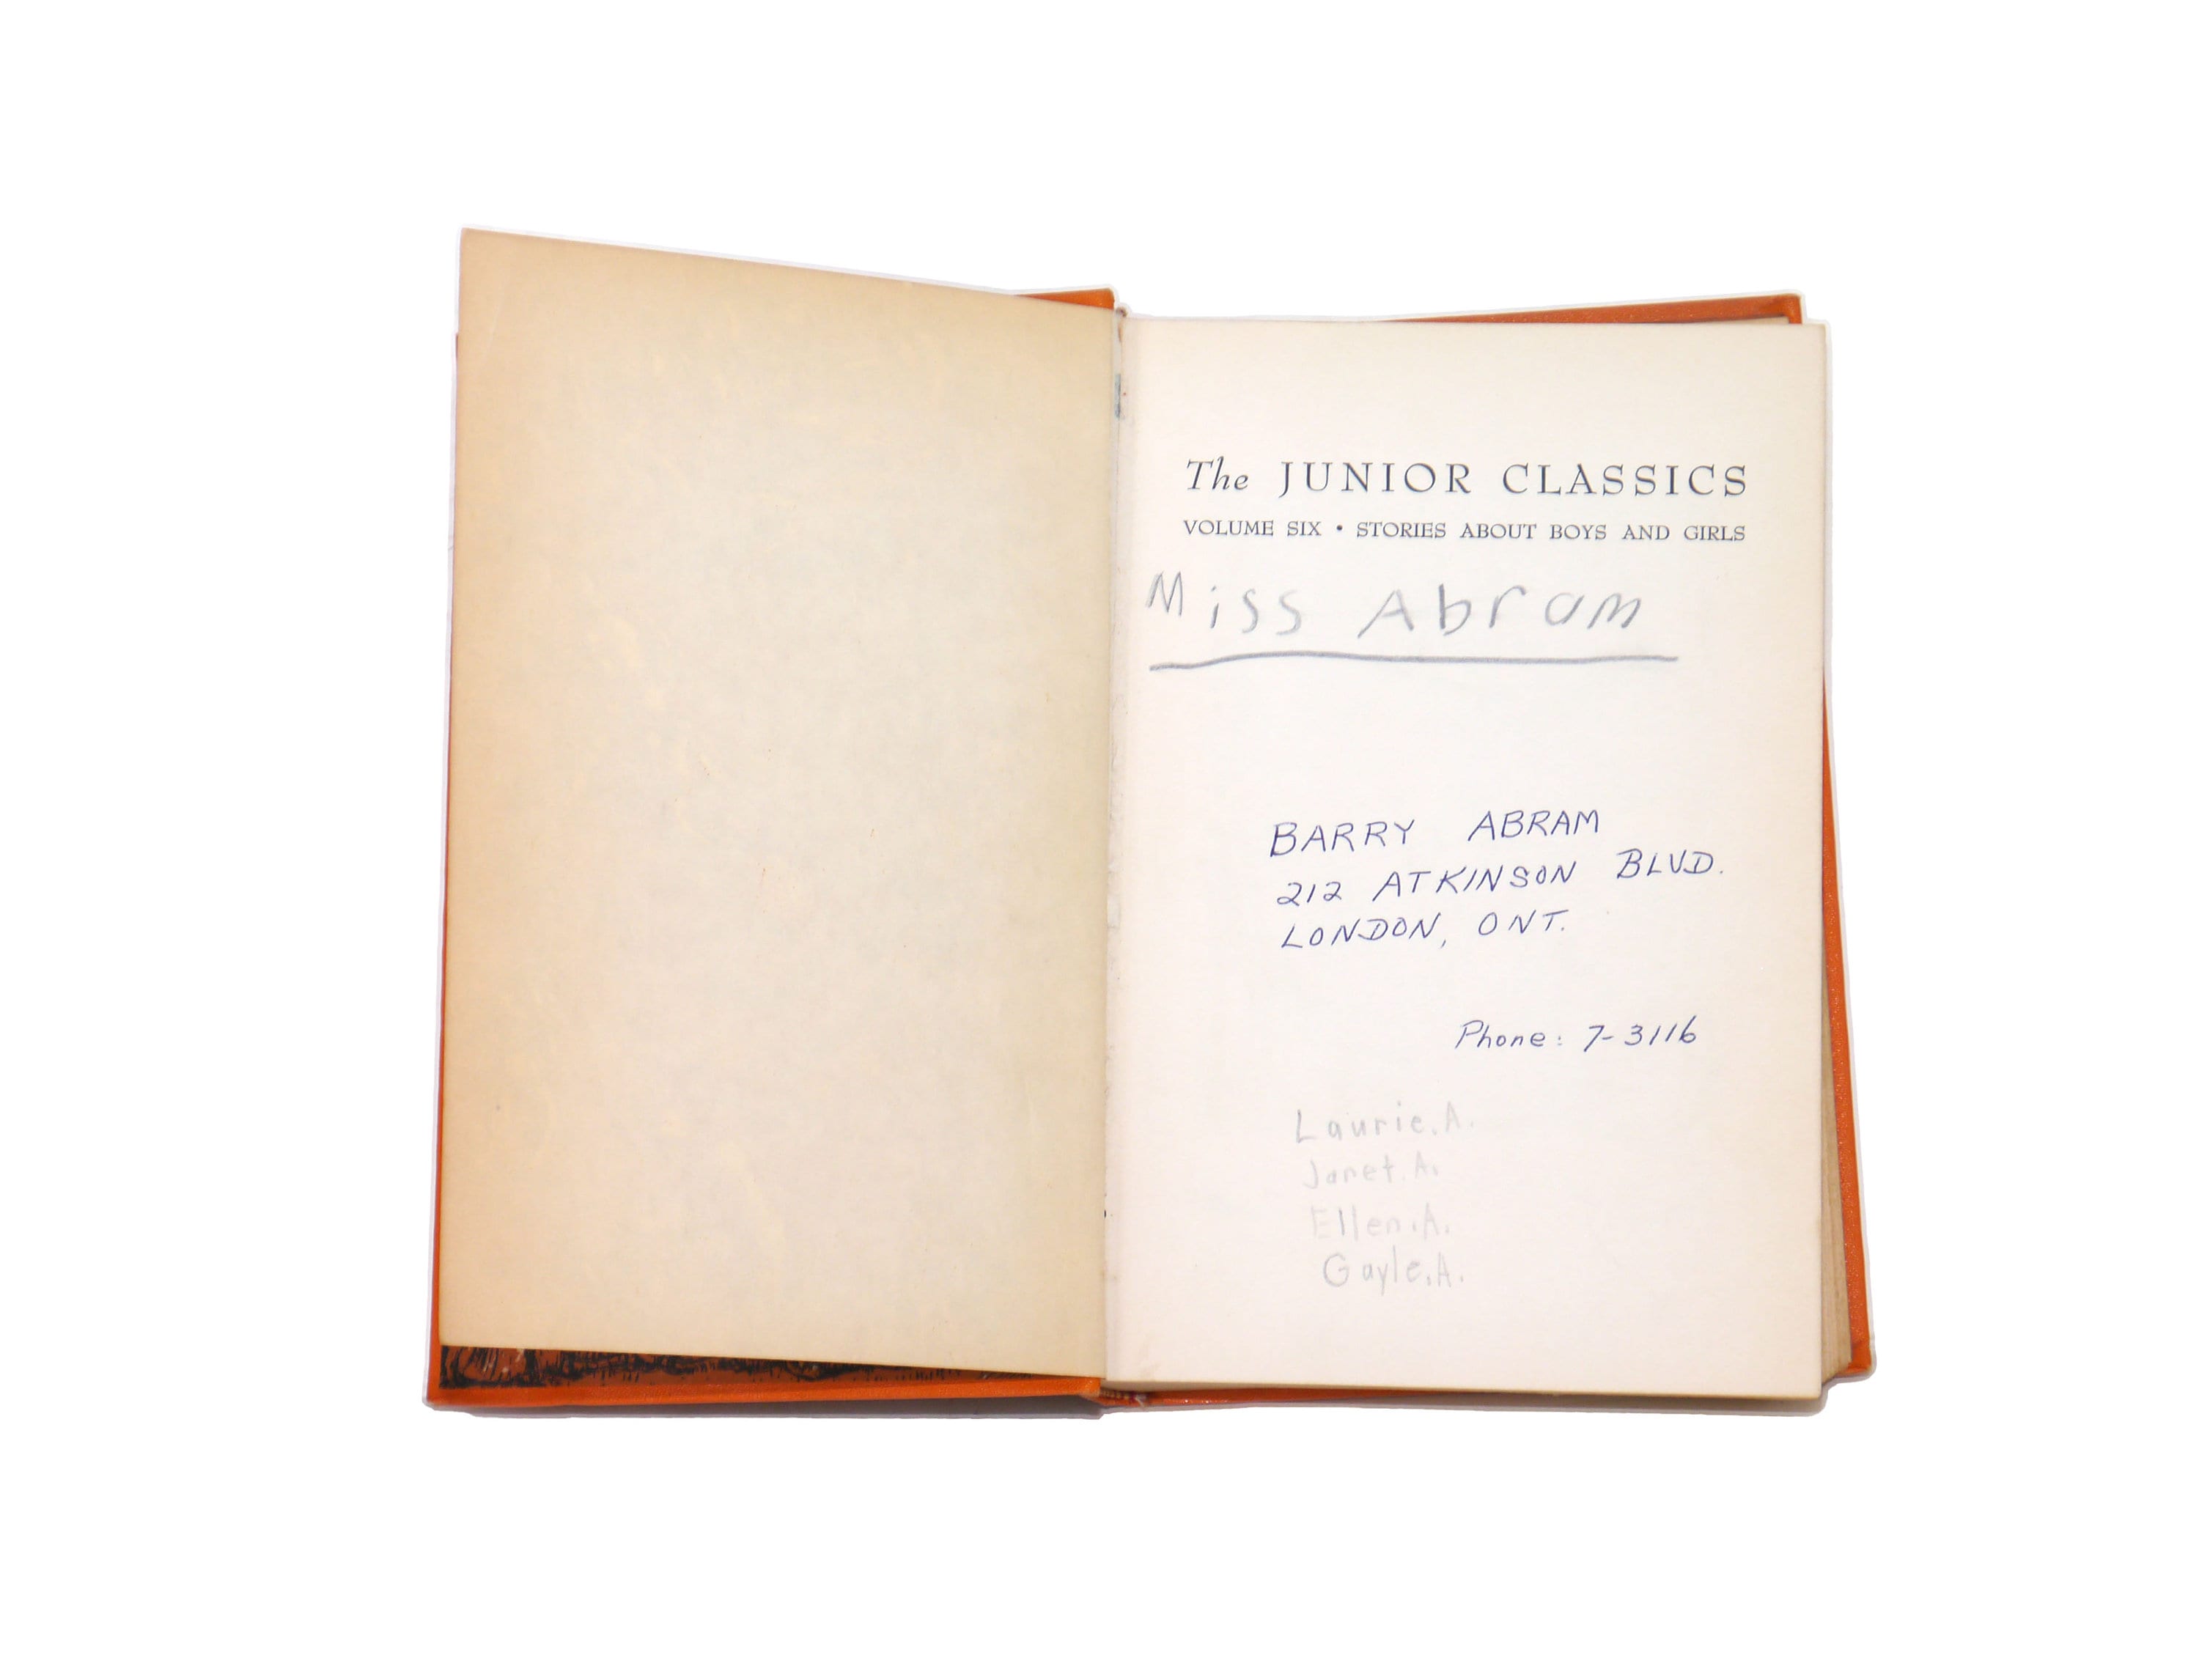 The JUNIOR CLASSICS
VOLUME SIX • STORIES ABOUT BOYS AND GIRLS
Miss Abram
BARRY ABRAM
212 ATKINSON BLVD.
LONDON, ONT.
Phone: 7-3116
Laurie.A.
Janet.A.
Ellen.A.
Gayle.A.